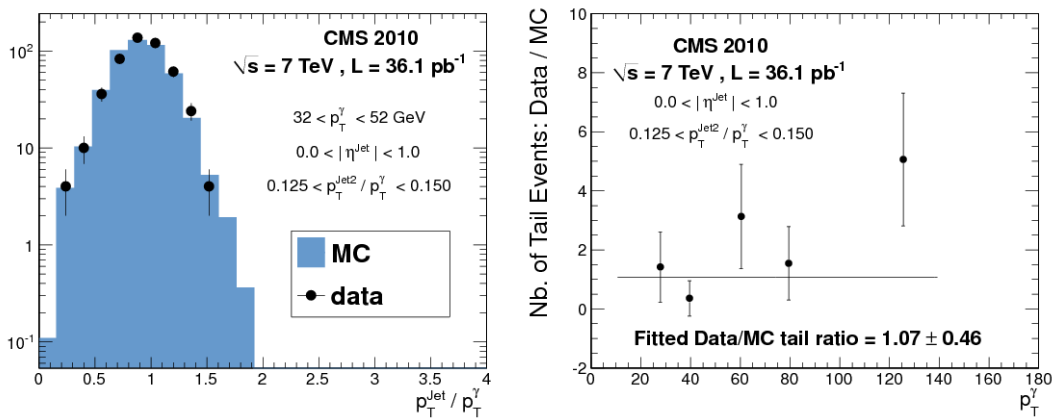 10²
10
1
10⁻¹
0
0.5
1
1.5
2
2.5
3
3.5
4
p_T^Jet / p_T^γ
CMS 2010
√s = 7 TeV , L = 36.1 pb⁻¹
32 < p_T^γ < 52 GeV
0.0 < | η^Jet | < 1.0
0.125 < p_T^Jet2 / p_T^γ < 0.150
MC
data
Nb. of Tail Events: Data / MC
10
8
6
4
2
0
-2
0
20
40
60
80
100
120
140
160
180
p_T^γ
CMS 2010
√s = 7 TeV , L = 36.1 pb⁻¹
0.0 < | η^Jet | < 1.0
0.125 < p_T^Jet2 / p_T^γ < 0.150
Fitted Data/MC tail ratio = 1.07 ± 0.46